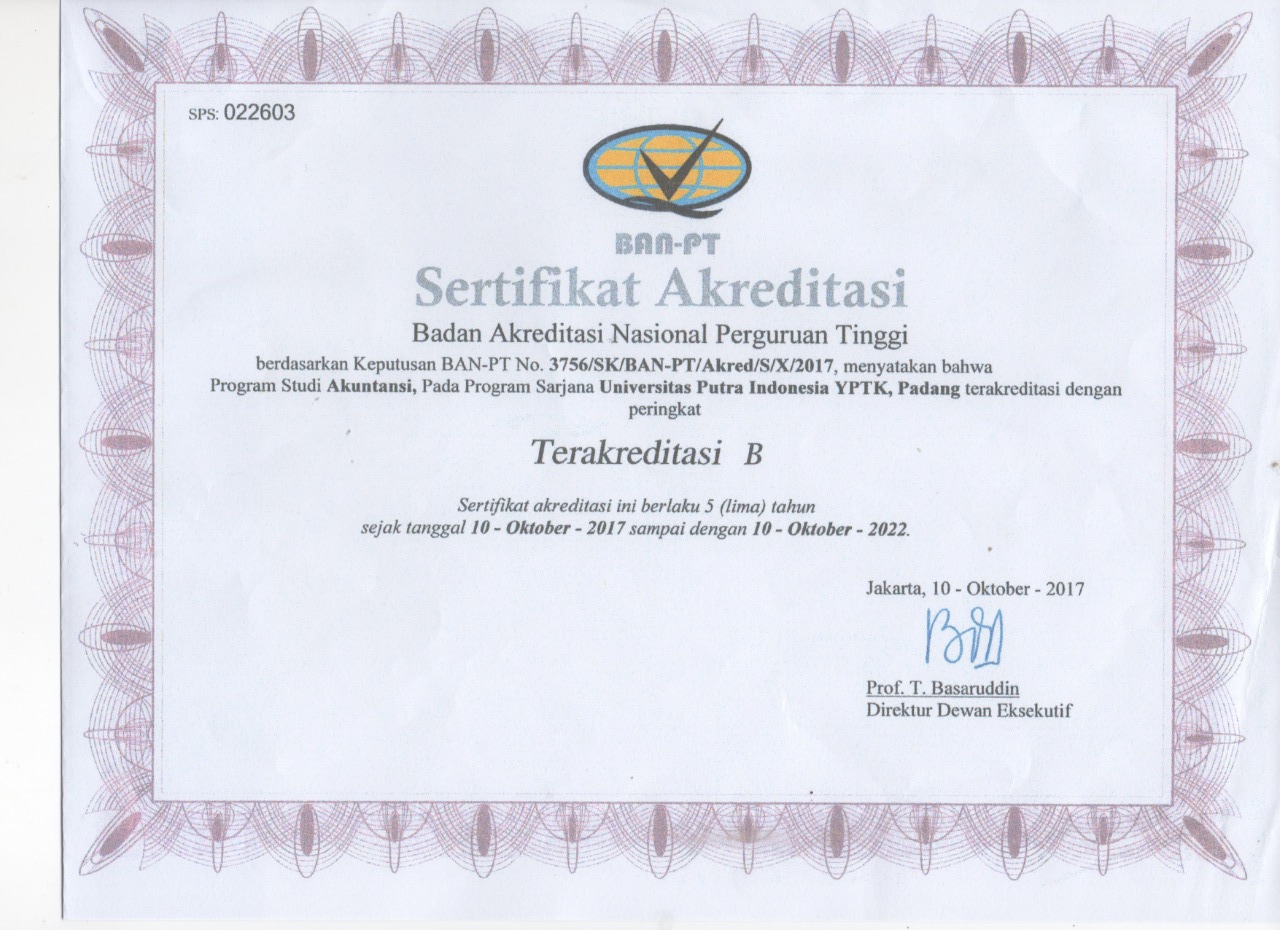 SPS: 022603
BAN-PT
Sertifikat Akreditasi
Badan Akreditasi Nasional Perguruan Tinggi
berdasarkan Keputusan BAN-PT No. 3756/SK/BAN-PT/Akred/S/X/2017, menyatakan bahwa
Program Studi Akuntansi, Pada Program Sarjana Universitas Putra Indonesia YPTK, Padang terakreditasi dengan
peringkat
Terakreditasi B
Sertifikat akreditasi ini berlaku 5 (lima) tahun
sejak tanggal 10 - Oktober - 2017 sampai dengan 10 - Oktober - 2022.
Jakarta, 10 - Oktober - 2017
Prof. T. Basaruddin
Direktur Dewan Eksekutif